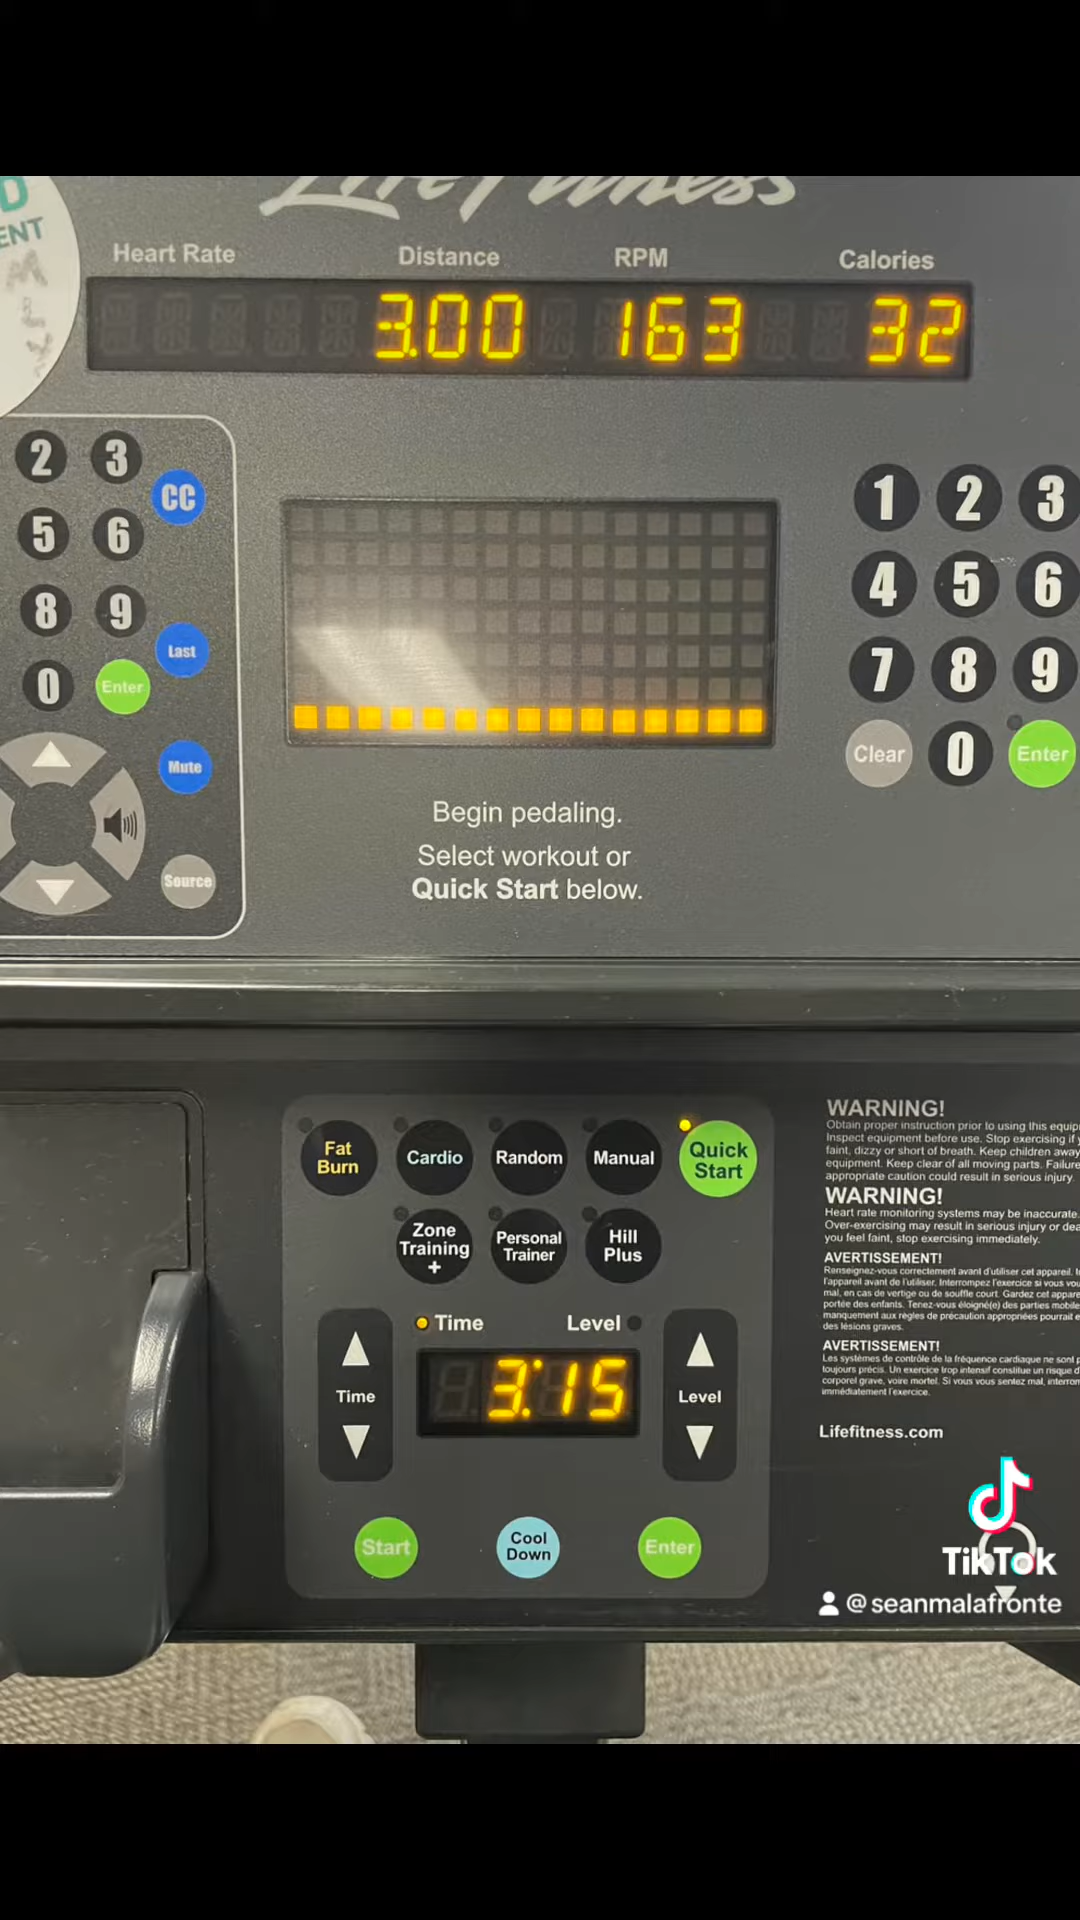 D
ENT
Life Fitness
Heart Rate Distance RPM Calories
3.00 163 32
2 3
CC
5 6
8 9
Last
0 Enter
Mute
Source
1 2 3
4 5 6
7 8 9
Clear 0 Enter
Begin pedaling.
Select workout or
Quick Start below.
Fat
Burn
Cardio
Random
Manual
Quick
Start
Zone
Training
+
Personal
Trainer
Hill
Plus
Time Level
Time
3:15
Level
Start
Cool
Down
Enter
WARNING!
Obtain proper instruction prior to using this equip
Inspect equipment before use. Stop exercising if y
faint, dizzy or short of breath. Keep children away
equipment. Keep clear of all moving parts. Failure
appropriate caution could result in serious injury.
WARNING!
Heart rate monitoring systems may be inaccurate.
Over-exercising may result in serious injury or dea
you feel faint, stop exercising immediately.
AVERTISSEMENT!
Renseignez-vous correctement avant d'utiliser cet appareil. I
l'appareil avant de l'utiliser. Interrompez l'exercice si vous vou
mal, en cas de vertige ou de souffle court. Gardez cet appare
portée des enfants. Tenez-vous éloigné(e) des parties mobile
manquement aux règles de précaution appropriées pourrait e
des lésions graves.
AVERTISSEMENT!
Les systèmes de contrôle de la fréquence cardiaque ne sont p
toujours précis. Un exercice trop intensif constitue un risque d
corporel grave, voire mortel. Si vous vous sentez mal, interrom
immédiatement l'exercice.
Lifefitness.com
TikTok
@seanmalafronte